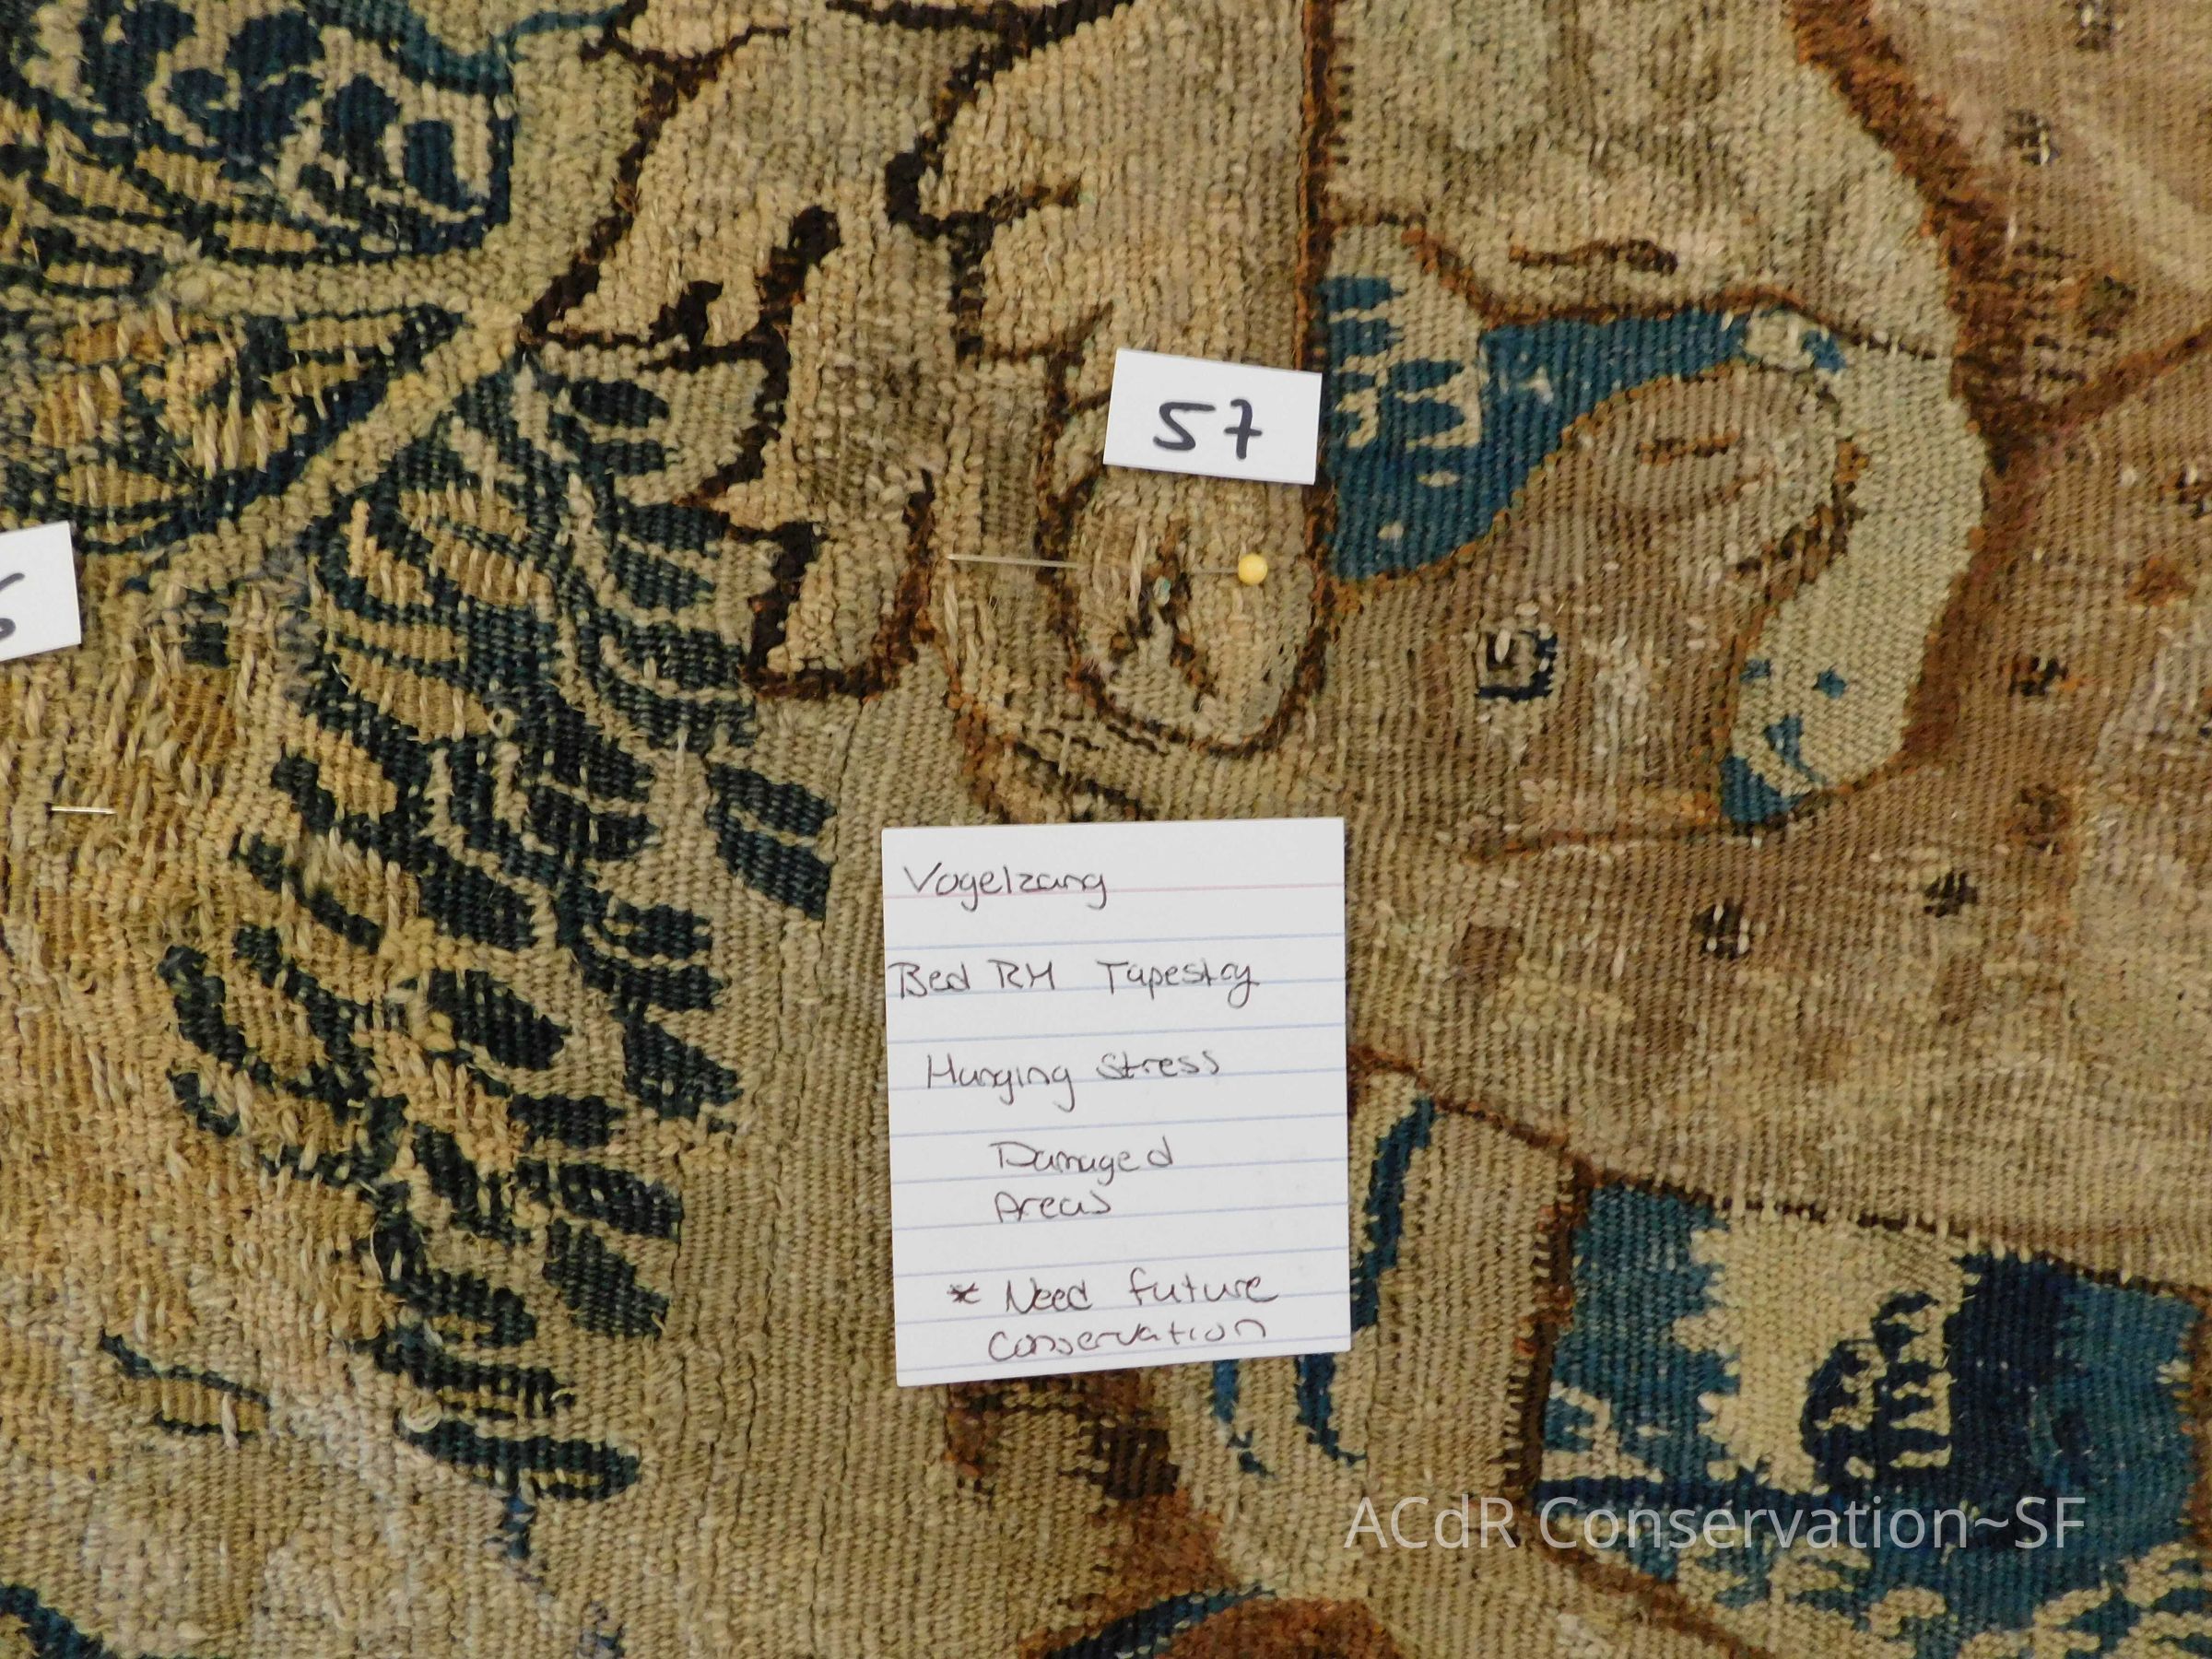 57
Vogelzang
Bed RM Tapestry
Hanging Stress
Damaged
Areas
* Need future
conservation
ACdR Conservation~SF